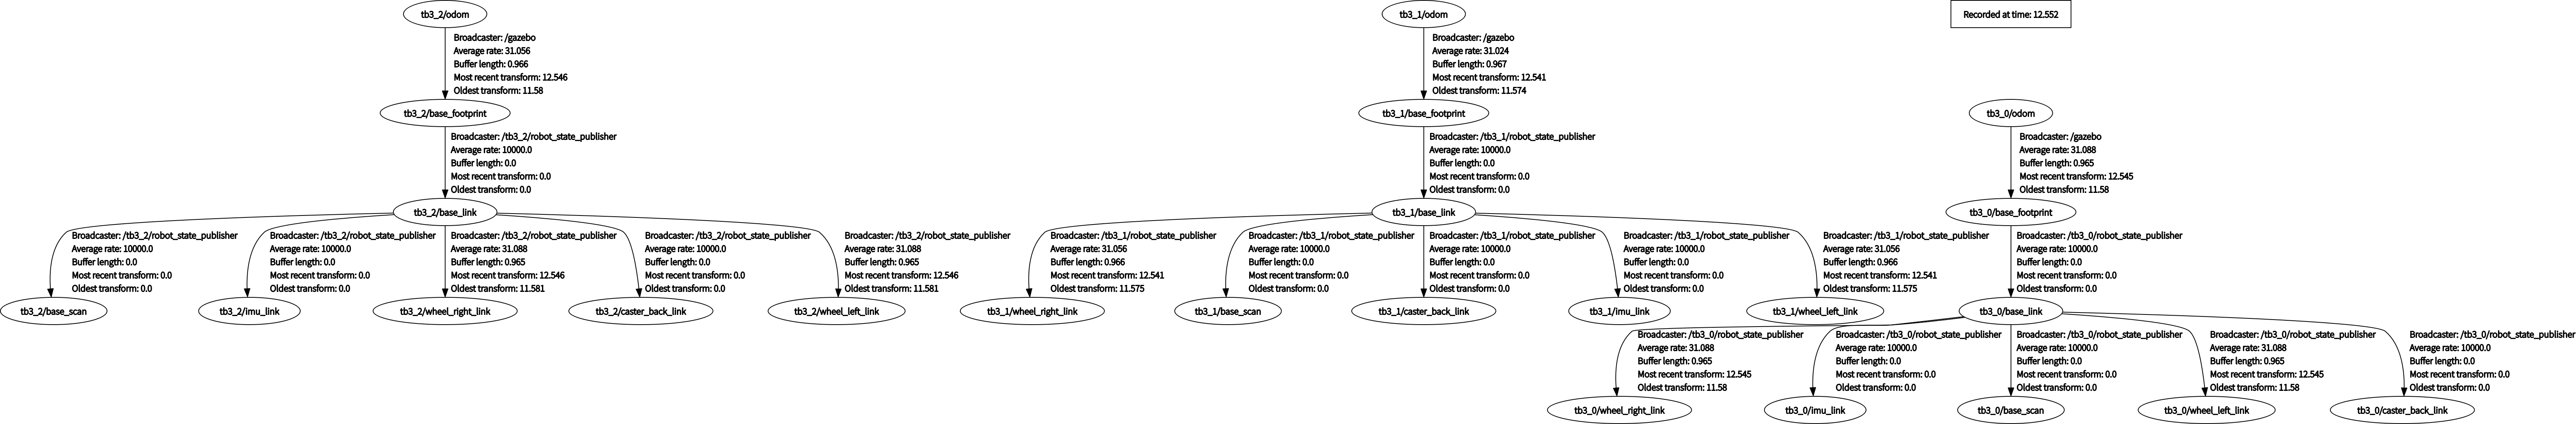 tb3_2/odom
tb3_1/odom
Recorded at time: 12.552
Broadcaster: /gazebo
Average rate: 31.056
Buffer length: 0.966
Most recent transform: 12.546
Oldest transform: 11.58
Broadcaster: /gazebo
Average rate: 31.024
Buffer length: 0.967
Most recent transform: 12.541
Oldest transform: 11.574
tb3_2/base_footprint
tb3_1/base_footprint
tb3_0/odom
Broadcaster: /tb3_2/robot_state_publisher
Average rate: 10000.0
Buffer length: 0.0
Most recent transform: 0.0
Oldest transform: 0.0
Broadcaster: /tb3_1/robot_state_publisher
Average rate: 10000.0
Buffer length: 0.0
Most recent transform: 0.0
Oldest transform: 0.0
Broadcaster: /gazebo
Average rate: 31.088
Buffer length: 0.965
Most recent transform: 12.545
Oldest transform: 11.58
tb3_2/base_link
tb3_1/base_link
tb3_0/base_footprint
Broadcaster: /tb3_2/robot_state_publisher
Average rate: 10000.0
Buffer length: 0.0
Most recent transform: 0.0
Oldest transform: 0.0
Broadcaster: /tb3_2/robot_state_publisher
Average rate: 10000.0
Buffer length: 0.0
Most recent transform: 0.0
Oldest transform: 0.0
Broadcaster: /tb3_2/robot_state_publisher
Average rate: 31.088
Buffer length: 0.965
Most recent transform: 12.546
Oldest transform: 11.581
Broadcaster: /tb3_2/robot_state_publisher
Average rate: 10000.0
Buffer length: 0.0
Most recent transform: 0.0
Oldest transform: 0.0
Broadcaster: /tb3_2/robot_state_publisher
Average rate: 31.088
Buffer length: 0.965
Most recent transform: 12.546
Oldest transform: 11.581
Broadcaster: /tb3_1/robot_state_publisher
Average rate: 31.056
Buffer length: 0.966
Most recent transform: 12.541
Oldest transform: 11.575
Broadcaster: /tb3_1/robot_state_publisher
Average rate: 10000.0
Buffer length: 0.0
Most recent transform: 0.0
Oldest transform: 0.0
Broadcaster: /tb3_1/robot_state_publisher
Average rate: 10000.0
Buffer length: 0.0
Most recent transform: 0.0
Oldest transform: 0.0
Broadcaster: /tb3_1/robot_state_publisher
Average rate: 10000.0
Buffer length: 0.0
Most recent transform: 0.0
Oldest transform: 0.0
Broadcaster: /tb3_1/robot_state_publisher
Average rate: 31.056
Buffer length: 0.966
Most recent transform: 12.541
Oldest transform: 11.575
Broadcaster: /tb3_0/robot_state_publisher
Average rate: 10000.0
Buffer length: 0.0
Most recent transform: 0.0
Oldest transform: 0.0
tb3_2/base_scan
tb3_2/imu_link
tb3_2/wheel_right_link
tb3_2/caster_back_link
tb3_2/wheel_left_link
tb3_1/wheel_right_link
tb3_1/base_scan
tb3_1/caster_back_link
tb3_1/imu_link
tb3_1/wheel_left_link
tb3_0/base_link
Broadcaster: /tb3_0/robot_state_publisher
Average rate: 31.088
Buffer length: 0.965
Most recent transform: 12.545
Oldest transform: 11.58
Broadcaster: /tb3_0/robot_state_publisher
Average rate: 10000.0
Buffer length: 0.0
Most recent transform: 0.0
Oldest transform: 0.0
Broadcaster: /tb3_0/robot_state_publisher
Average rate: 10000.0
Buffer length: 0.0
Most recent transform: 0.0
Oldest transform: 0.0
Broadcaster: /tb3_0/robot_state_publisher
Average rate: 31.088
Buffer length: 0.965
Most recent transform: 12.545
Oldest transform: 11.58
Broadcaster: /tb3_0/robot_state_publisher
Average rate: 10000.0
Buffer length: 0.0
Most recent transform: 0.0
Oldest transform: 0.0
tb3_0/wheel_right_link
tb3_0/imu_link
tb3_0/base_scan
tb3_0/wheel_left_link
tb3_0/caster_back_link